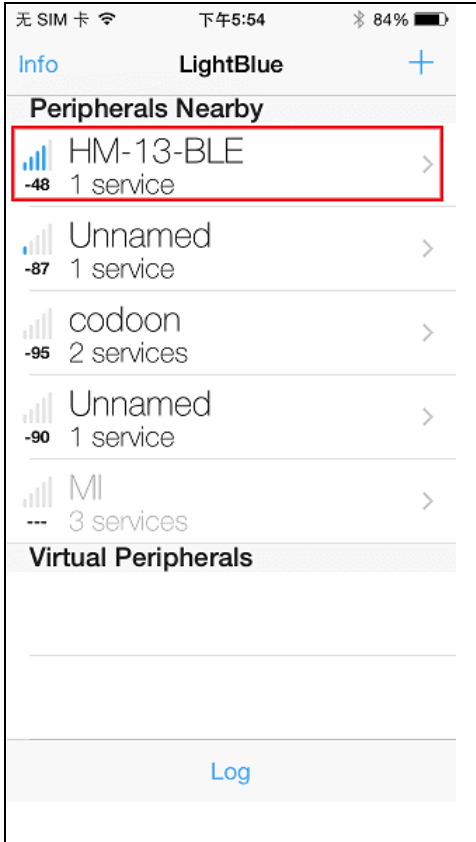 无 SIM 卡 下午5:54 84%
Info LightBlue +
Peripherals Nearby
HM-13-BLE
-48 1 service
Unnamed
-87 1 service
codoon
-95 2 services
Unnamed
-90 1 service
MI
--- 3 services
Virtual Peripherals
Log